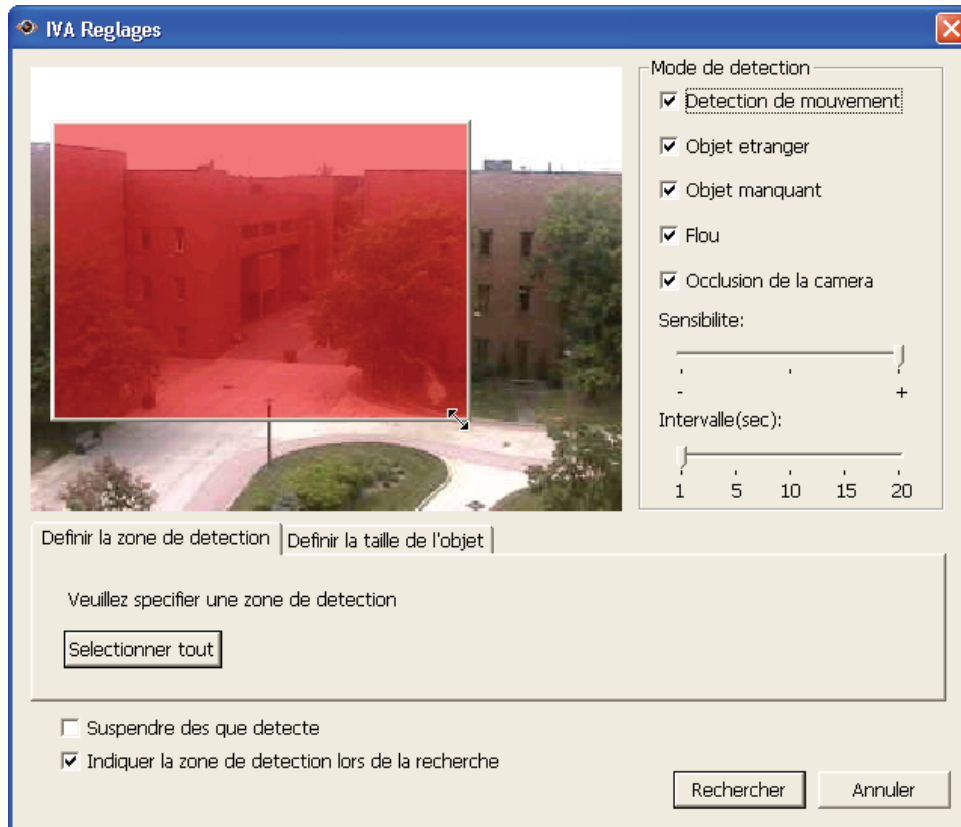 IVA Reglages
Mode de detection
Detection de mouvement
Objet etranger
Objet manquant
Flou
Occlusion de la camera
Sensibilite:
- +
Intervalle(sec):
1 5 10 15 20
Definir la zone de detection Definir la taille de l'objet
Veuillez specifier une zone de detection
Selectionner tout
Suspendre des que detecte
Indiquer la zone de detection lors de la recherche
Rechercher Annuler